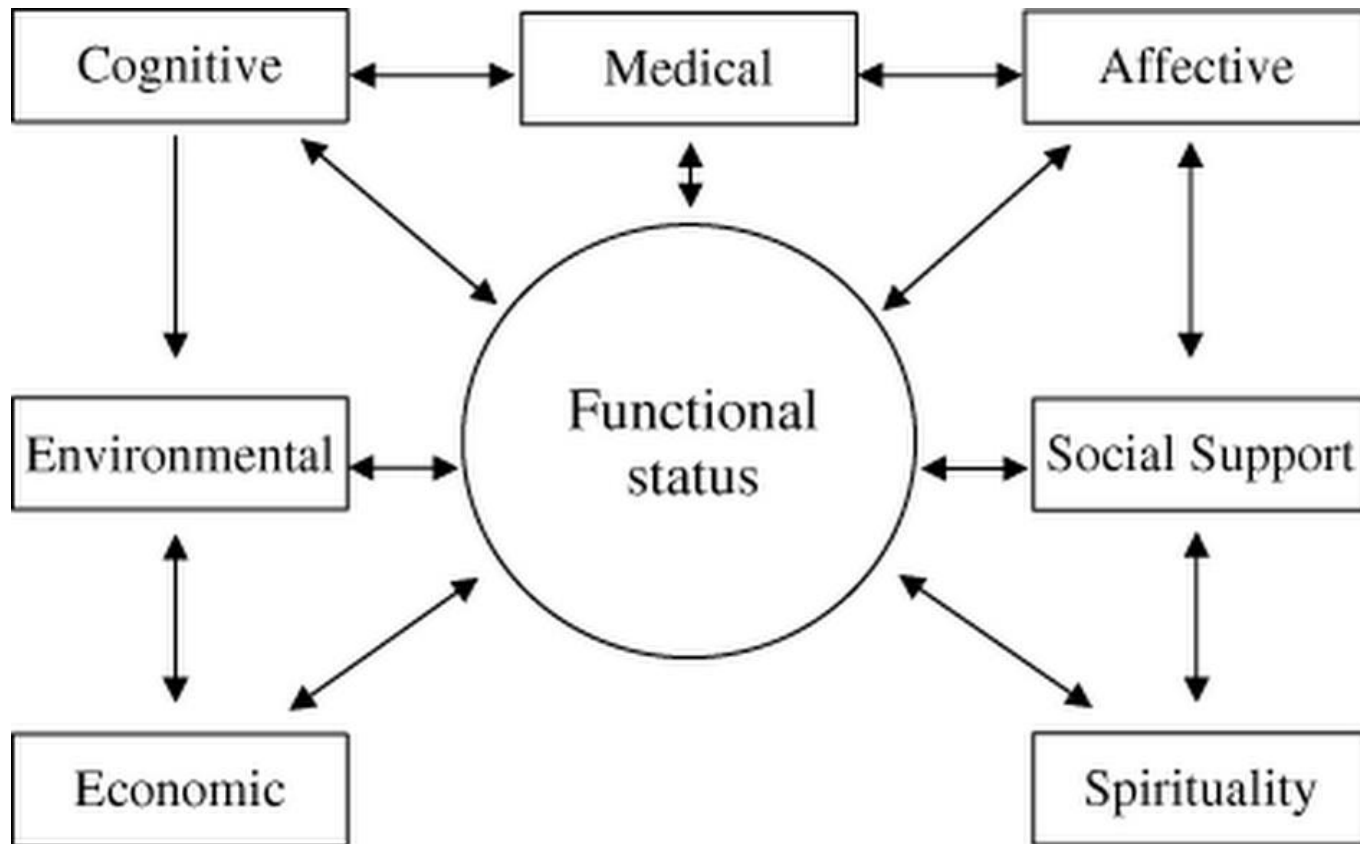 Cognitive
Medical
Affective
Functional
status
Environmental
Social Support
Economic
Spirituality